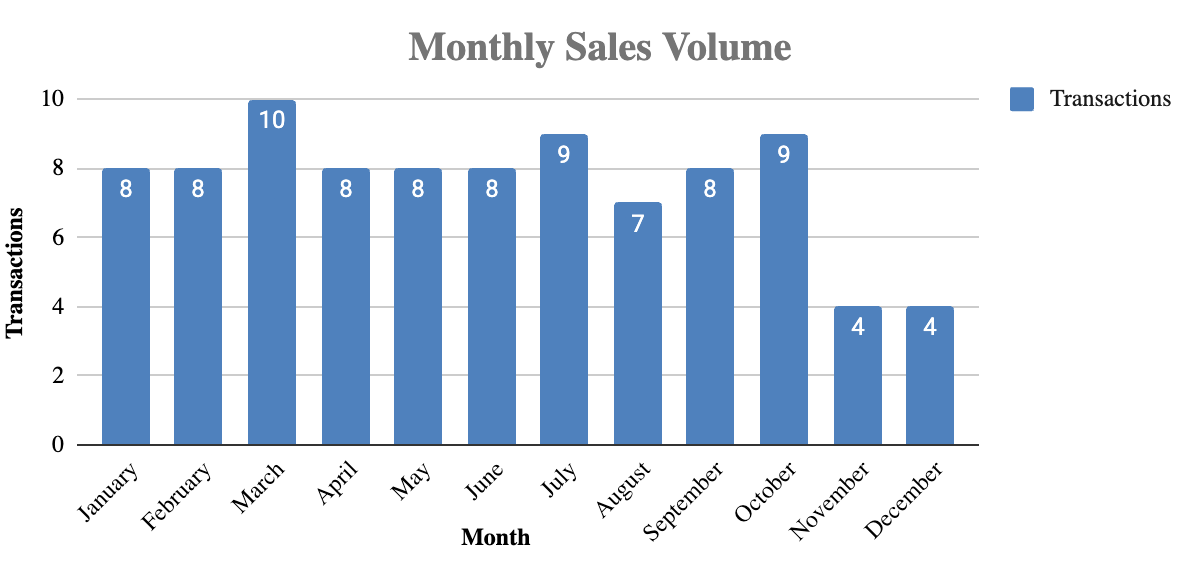 Monthly Sales Volume
Transactions
Transactions
10
8
6
4
2
0
8
8
10
8
8
8
9
7
8
9
4
4
January
February
March
April
May
June
July
August
September
October
November
December
Month